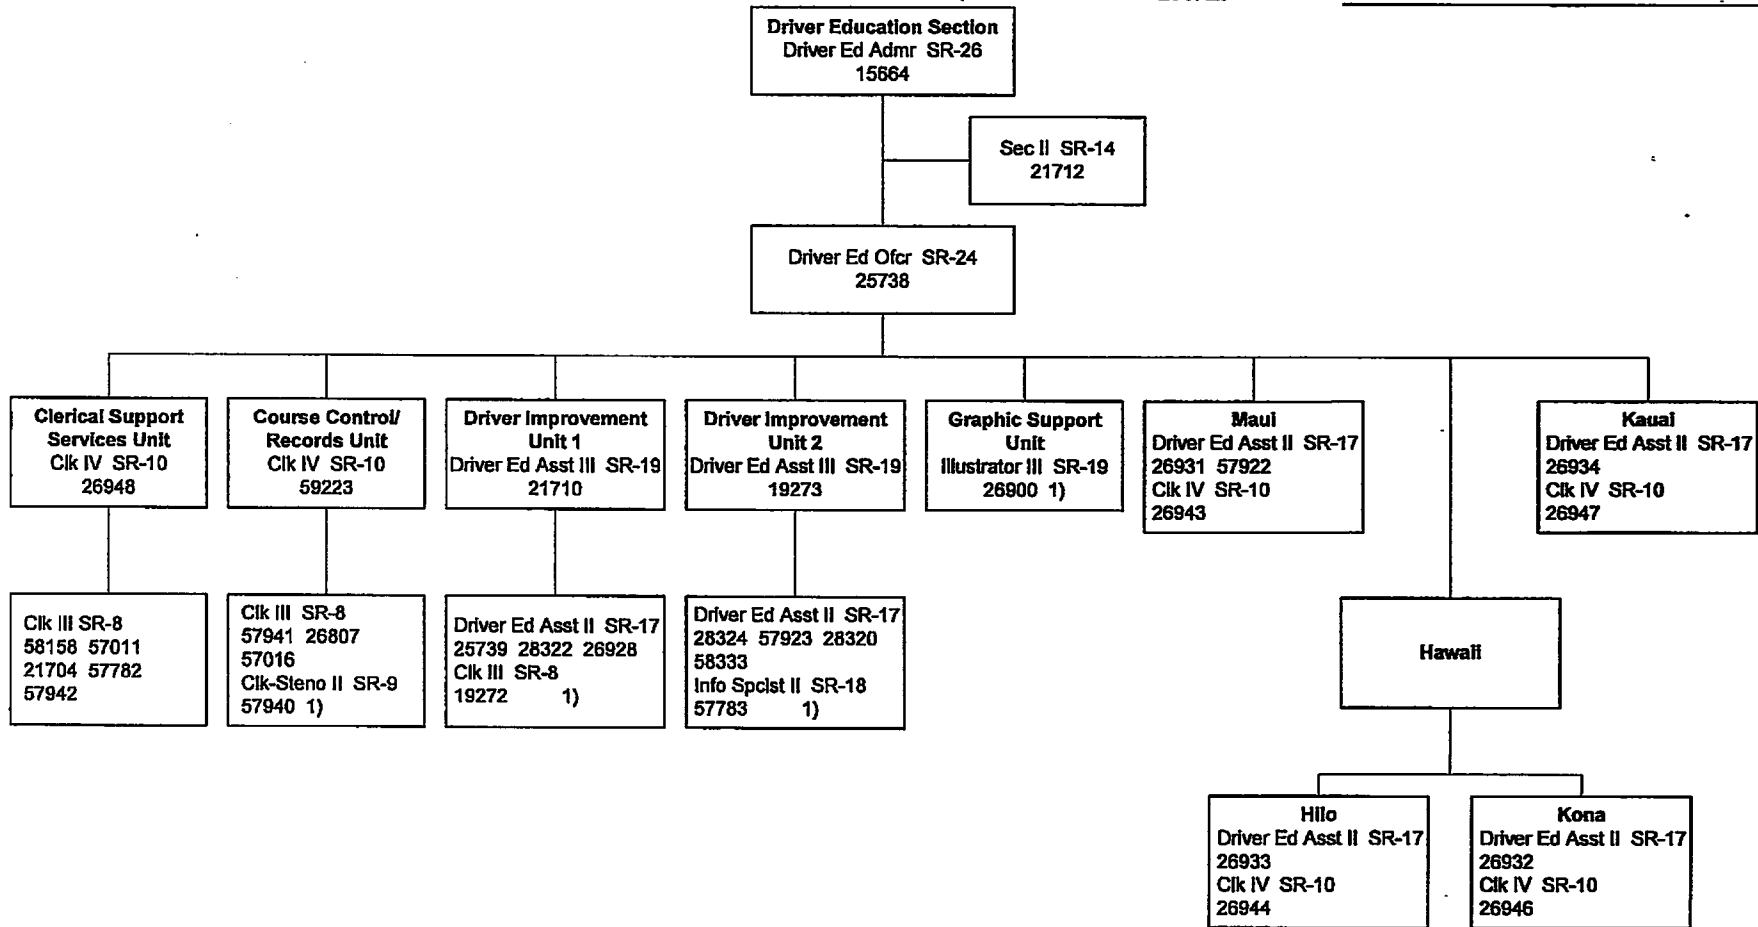 Driver Education Section
Driver Ed Admr SR-26
15664
Sec II SR-14
21712
Driver Ed Ofcr SR-24
25738
Clerical Support
Services Unit
Clk IV SR-10
26948
Course Control/
Records Unit
Clk IV SR-10
59223
Driver Improvement
Unit 1
Driver Ed Asst III SR-19
21710
Driver Improvement
Unit 2
Driver Ed Asst III SR-19
19273
Graphic Support
Unit
Illustrator III SR-19
26900 1)
Maui
Driver Ed Asst II SR-17
26931 57922
Clk IV SR-10
26943
Kauai
Driver Ed Asst II SR-17
26934
Clk IV SR-10
26947
Clk III SR-8
58158 57011
21704 57782
57942
Clk III SR-8
57941 26807
57016
Clk-Steno II SR-9
57940 1)
Driver Ed Asst II SR-17
25739 28322 26928
Clk III SR-8
19272 1)
Driver Ed Asst II SR-17
28324 57923 28320
58333
Info Spclst II SR-18
57783 1)
Hawaii
Hilo
Driver Ed Asst II SR-17
26933
Clk IV SR-10
26944
Kona
Driver Ed Asst II SR-17
26932
Clk IV SR-10
26946